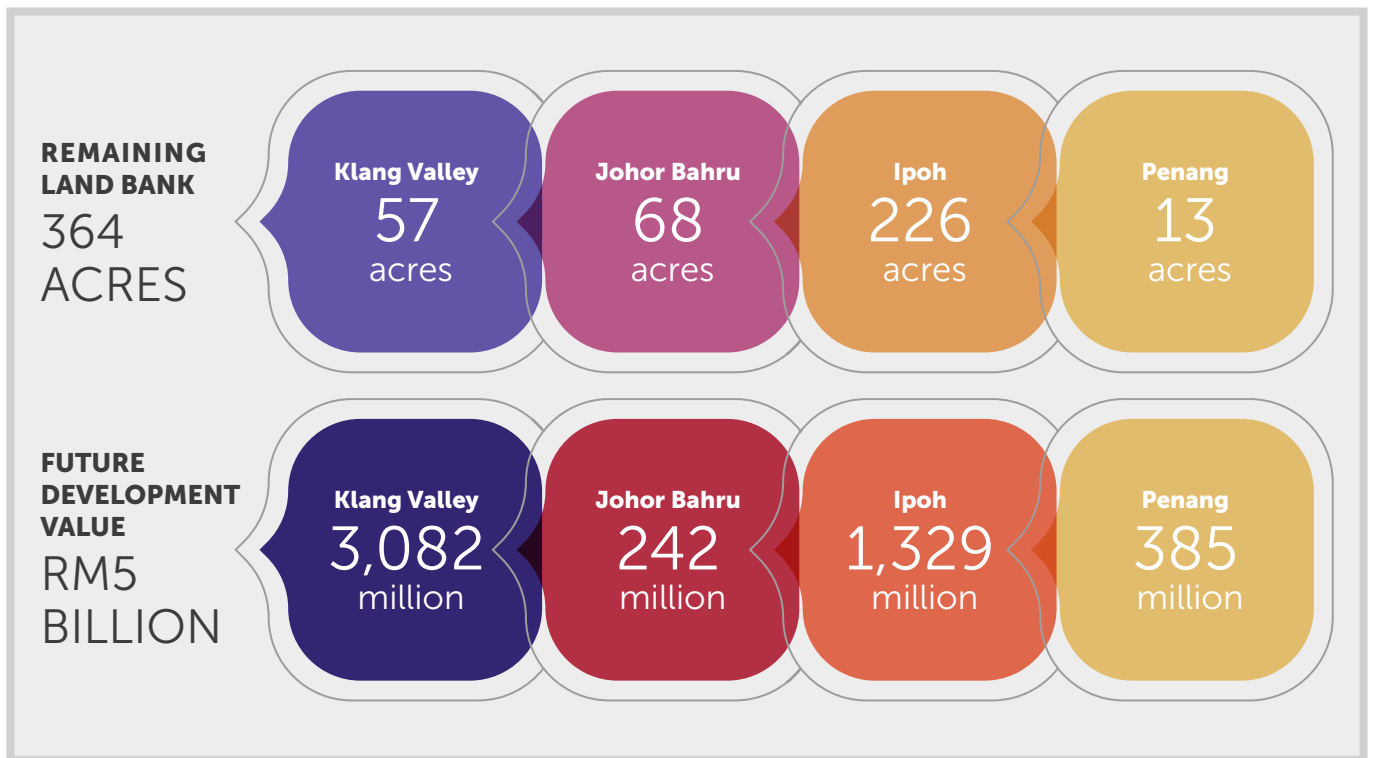 REMAINING
LAND BANK
364
ACRES
Klang Valley
57
acres
Johor Bahru
68
acres
Ipoh
226
acres
Penang
13
acres
FUTURE
DEVELOPMENT
VALUE
RM5
BILLION
Klang Valley
3,082
million
Johor Bahru
242
million
Ipoh
1,329
million
Penang
385
million